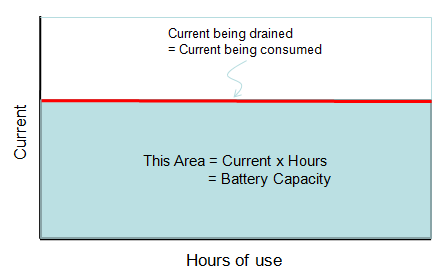 Current being drained
= Current being consumed
Current
This Area = Current x Hours
= Battery Capacity
Hours of use